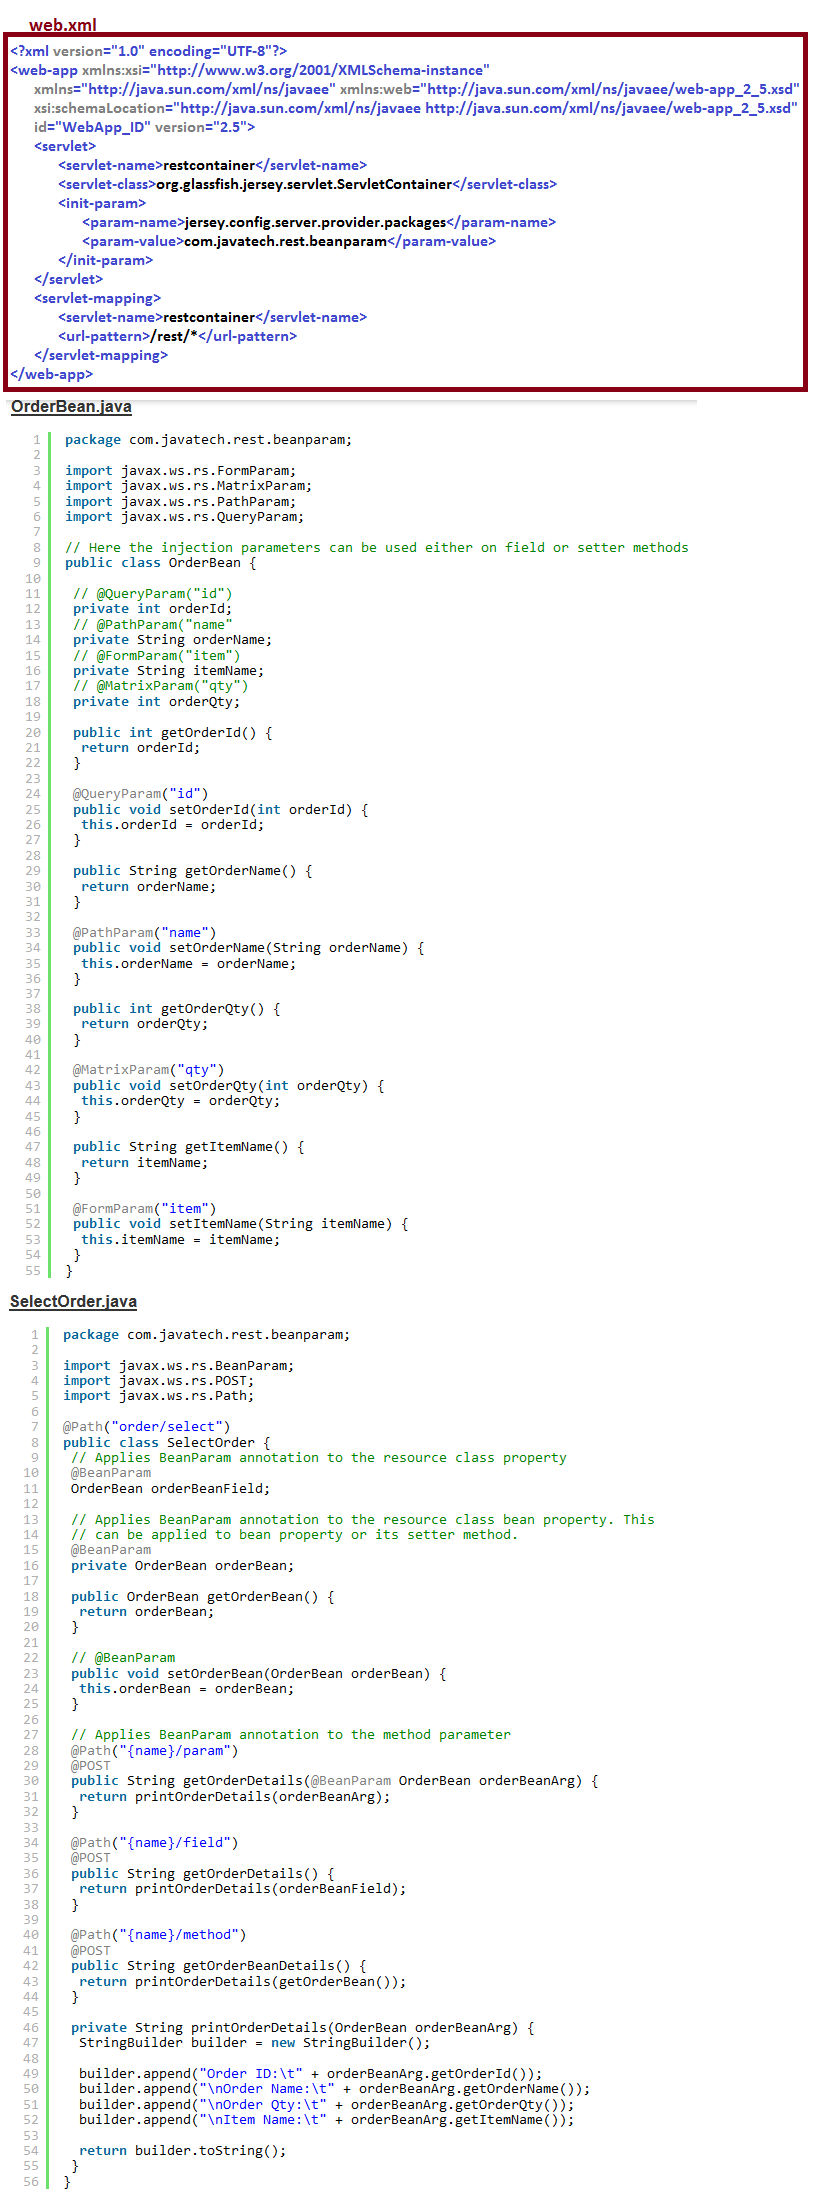 web.xml
<?xml version="1.0" encoding="UTF-8"?>
<web-app xmlns:xsi="http://www.w3.org/2001/XMLSchema-instance"
xmlns="http://java.sun.com/xml/ns/javaee" xmlns:web="http://java.sun.com/xml/ns/javaee/web-app_2_5.xsd"
xsi:schemaLocation="http://java.sun.com/xml/ns/javaee http://java.sun.com/xml/ns/javaee/web-app_2_5.xsd"
id="WebApp_ID" version="2.5">
<servlet>
<servlet-name>restcontainer</servlet-name>
<servlet-class>org.glassfish.jersey.servlet.ServletContainer</servlet-class>
<init-param>
<param-name>jersey.config.server.provider.packages</param-name>
<param-value>com.javatech.rest.beanparam</param-value>
</init-param>
</servlet>
<servlet-mapping>
<servlet-name>restcontainer</servlet-name>
<url-pattern>/rest/*</url-pattern>
</servlet-mapping>
</web-app>
OrderBean.java
1 package com.javatech.rest.beanparam;
2
3 import javax.ws.rs.FormParam;
4 import javax.ws.rs.MatrixParam;
5 import javax.ws.rs.PathParam;
6 import javax.ws.rs.QueryParam;
7
8 // Here the injection parameters can be used either on field or setter methods
9 public class OrderBean {
10
11 // @QueryParam("id")
12 private int orderId;
13 // @PathParam("name"
14 private String orderName;
15 // @FormParam("item")
16 private String itemName;
17 // @MatrixParam("qty")
18 private int orderQty;
19
20 public int getOrderId() {
21 return orderId;
22 }
23
24 @QueryParam("id")
25 public void setOrderId(int orderId) {
26 this.orderId = orderId;
27 }
28
29 public String getOrderName() {
30 return orderName;
31 }
32
33 @PathParam("name")
34 public void setOrderName(String orderName) {
35 this.orderName = orderName;
36 }
37
38 public int getOrderQty() {
39 return orderQty;
40 }
41
42 @MatrixParam("qty")
43 public void setOrderQty(int orderQty) {
44 this.orderQty = orderQty;
45 }
46
47 public String getItemName() {
48 return itemName;
49 }
50
51 @FormParam("item")
52 public void setItemName(String itemName) {
53 this.itemName = itemName;
54 }
55 }
SelectOrder.java
1 package com.javatech.rest.beanparam;
2
3 import javax.ws.rs.BeanParam;
4 import javax.ws.rs.POST;
5 import javax.ws.rs.Path;
6
7 @Path("order/select")
8 public class SelectOrder {
9 // Applies BeanParam annotation to the resource class property
10 @BeanParam
11 OrderBean orderBeanField;
12
13 // Applies BeanParam annotation to the resource class bean property. This
14 // can be applied to bean property or its setter method.
15 @BeanParam
16 private OrderBean orderBean;
17
18 public OrderBean getOrderBean() {
19 return orderBean;
20 }
21
22 // @BeanParam
23 public void setOrderBean(OrderBean orderBean) {
24 this.orderBean = orderBean;
25 }
26
27 // Applies BeanParam annotation to the method parameter
28 @Path("{name}/param")
29 @POST
30 public String getOrderDetails(@BeanParam OrderBean orderBeanArg) {
31 return printOrderDetails(orderBeanArg);
32 }
33
34 @Path("{name}/field")
35 @POST
36 public String getOrderDetails() {
37 return printOrderDetails(orderBeanField);
38 }
39
40 @Path("{name}/method")
41 @POST
42 public String getOrderBeanDetails() {
43 return printOrderDetails(getOrderBean());
44 }
45
46 private String printOrderDetails(OrderBean orderBeanArg) {
47 StringBuilder builder = new StringBuilder();
48
49 builder.append("Order ID:\t" + orderBeanArg.getOrderId());
50 builder.append("\nOrder Name:\t" + orderBeanArg.getOrderName());
51 builder.append("\nOrder Qty:\t" + orderBeanArg.getOrderQty());
52 builder.append("\nItem Name:\t" + orderBeanArg.getItemName());
53
54 return builder.toString();
55 }
56 }